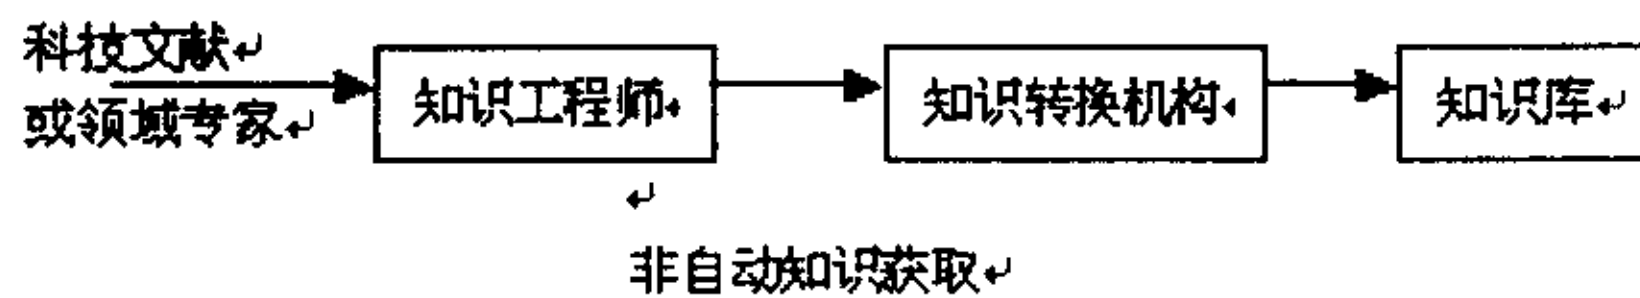 科技文献
或领域专家
知识工程师
知识转换机构
知识库
非自动知识获取